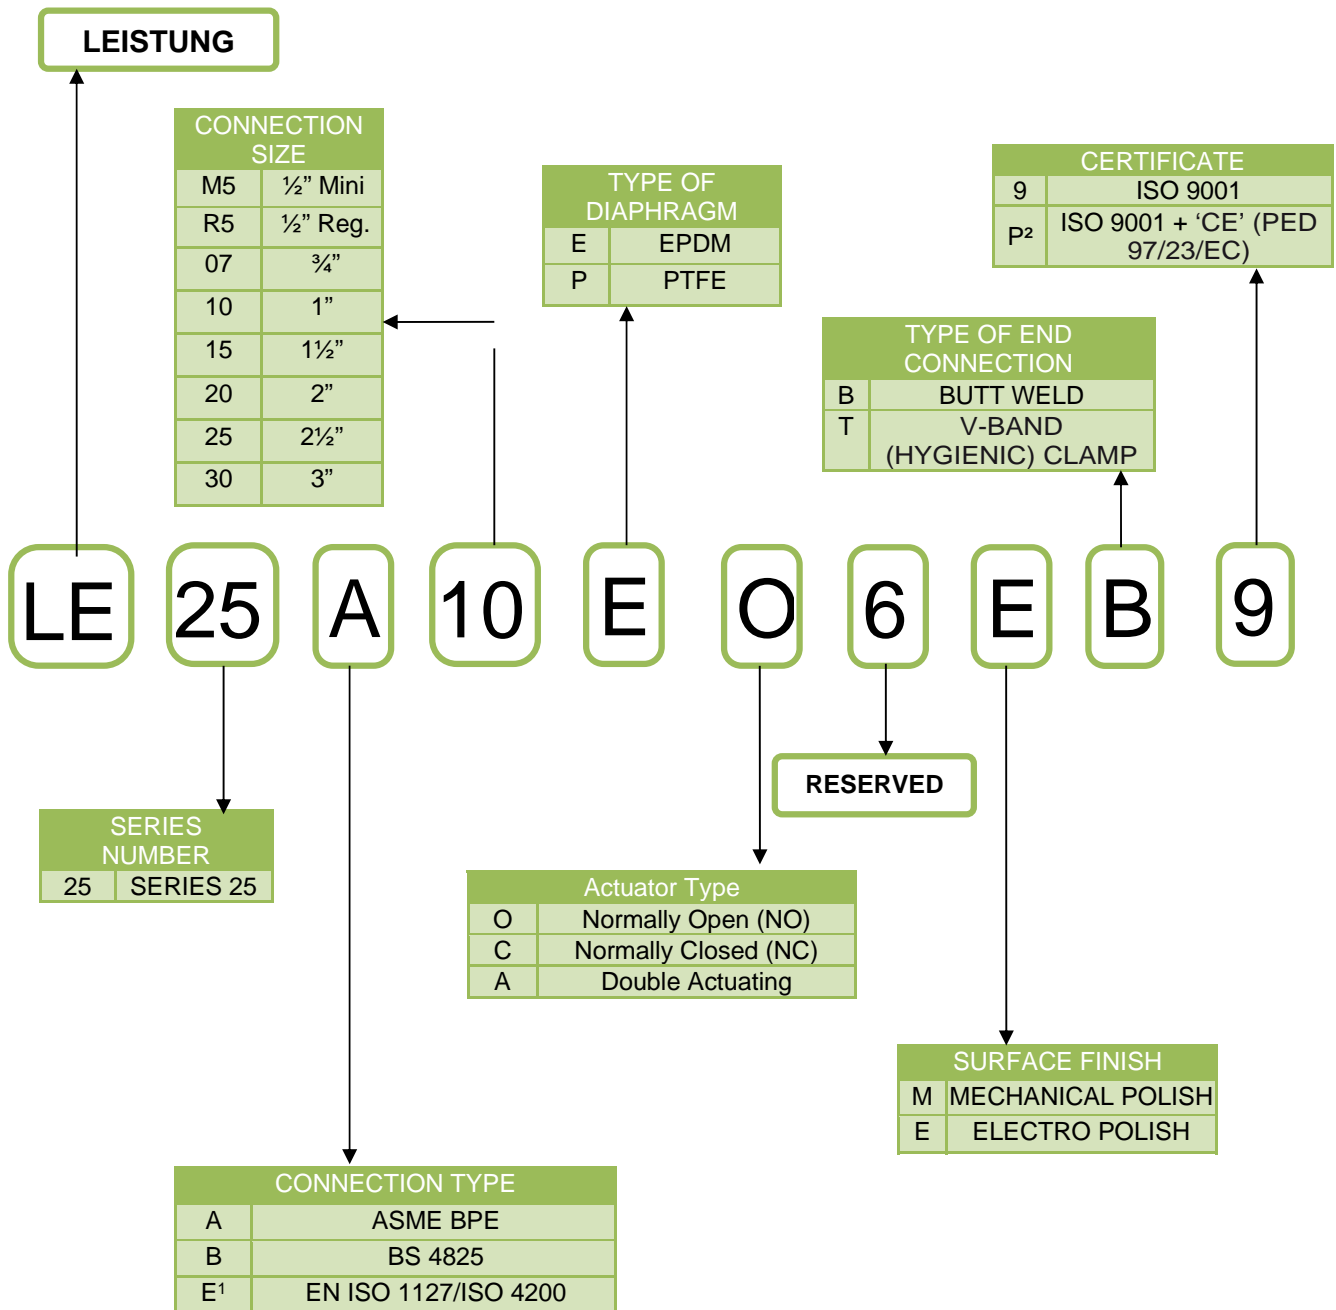 LEISTUNG
CONNECTION
SIZE
M5 ½” Mini
R5 ½” Reg.
07 ¾”
10 1”
15 1½”
20 2”
25 2½”
30 3”
TYPE OF
DIAPHRAGM
E EPDM
P PTFE
CERTIFICATE
9 ISO 9001
P² ISO 9001 + ‘CE’ (PED
97/23/EC)
TYPE OF END
CONNECTION
B BUTT WELD
T V-BAND
(HYGIENIC) CLAMP
LE 25 A 10 E O 6 E B 9
RESERVED
SERIES
NUMBER
25 SERIES 25
Actuator Type
O Normally Open (NO)
C Normally Closed (NC)
A Double Actuating
SURFACE FINISH
M MECHANICAL POLISH
E ELECTRO POLISH
CONNECTION TYPE
A ASME BPE
B BS 4825
E¹ EN ISO 1127/ISO 4200